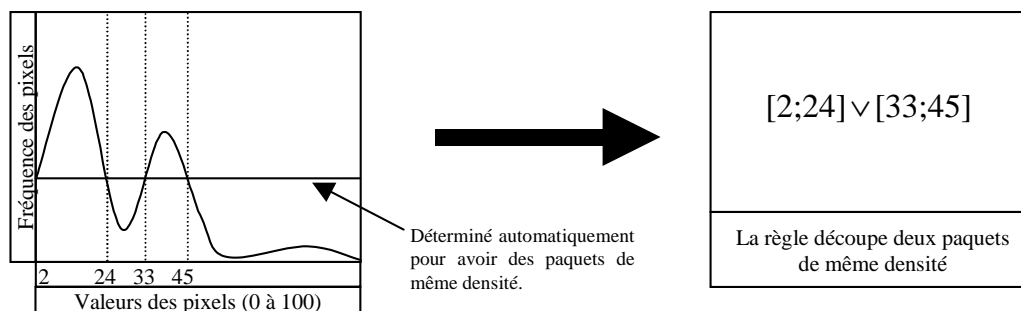 Fréquence des pixels
2 24 33 45
Valeurs des pixels (0 à 100)
Déterminé automatiquement
pour avoir des paquets de
même densité.
[2;24]∨[33;45]
La règle découpe deux paquets
de même densité